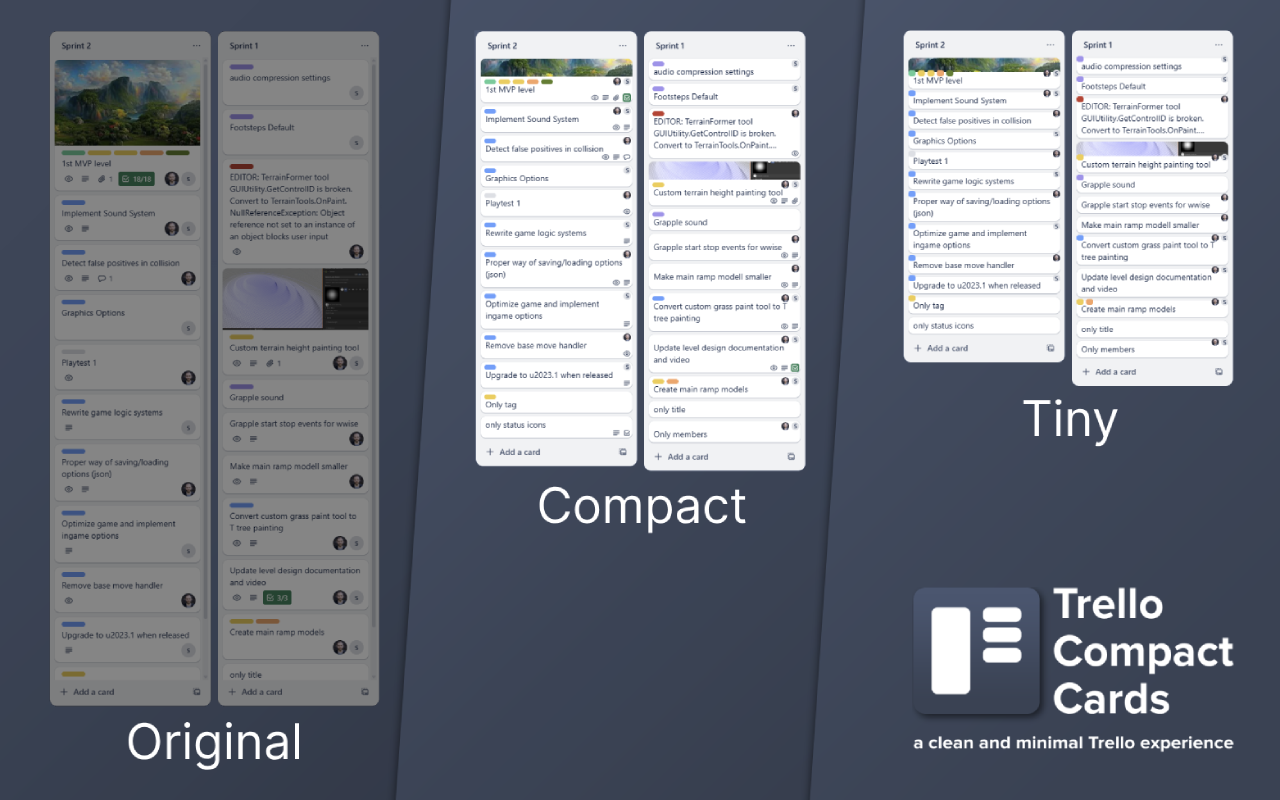 Sprint 2
1st MVP level
1
18/18
S
Implement Sound System
S
Detect false positives in collision
1
Graphics Options
S
Playtest 1
Rewrite game logic systems
S
Proper way of saving/loading
options (json)
Optimize game and implement
ingame options
S
Remove base move handler
Upgrade to u2023.1 when released
S
+ Add a card
Sprint 1
audio compression settings
S
Footsteps Default
S
EDITOR: TerrainFormer tool
GUIUtility.GetControlID is broken.
Convert to TerrainTools.OnPaint.
NullReferenceException: Object
reference not set to an instance of
an object blocks user input
Custom terrain height painting tool
1
S
Grapple sound
Grapple start stop events for wwise
Make main ramp modell smaller
Convert custom grass paint tool to
T tree painting
S
Update level design documentation
and video
3/3
S
Create main ramp models
S
only title
+ Add a card
Original
Sprint 2
S
1st MVP level
S
Implement Sound System
Detect false positives in collision
S
Graphics Options
Playtest 1
S
Rewrite game logic systems
Proper way of saving/loading options
(json)
S
Optimize game and implement
ingame options
Remove base move handler
S
Upgrade to u2023.1 when released
Only tag
only status icons
+ Add a card
Sprint 1
S
audio compression settings
S
Footsteps Default
EDITOR: TerrainFormer tool
GUIUtility.GetControlID is broken.
Convert to TerrainTools.OnPaint....
S
Custom terrain height painting tool
Grapple sound
Grapple start stop events for wwise
Make main ramp modell smaller
S
Convert custom grass paint tool to T
tree painting
S
Update level design documentation
and video
S
Create main ramp models
only title
S
Only members
+ Add a card
Compact
Sprint 2
S
1st MVP level
S
Implement Sound System
Detect false positives in collision
S
Graphics Options
Playtest 1
S
Rewrite game logic systems
Proper way of saving/loading options
(json)
S
Optimize game and implement
ingame options
Remove base move handler
S
Upgrade to u2023.1 when released
Only tag
only status icons
+ Add a card
Sprint 1
S
audio compression settings
S
Footsteps Default
EDITOR: TerrainFormer tool
GUIUtility.GetControlID is broken.
Convert to TerrainTools.OnPaint....
S
Custom terrain height painting tool
Grapple sound
Grapple start stop events for wwise
Make main ramp modell smaller
S
Convert custom grass paint tool to T
tree painting
S
Update level design documentation
and video
S
Create main ramp models
only title
S
Only members
+ Add a card
Tiny
Trello
Compact
Cards
a clean and minimal Trello experience